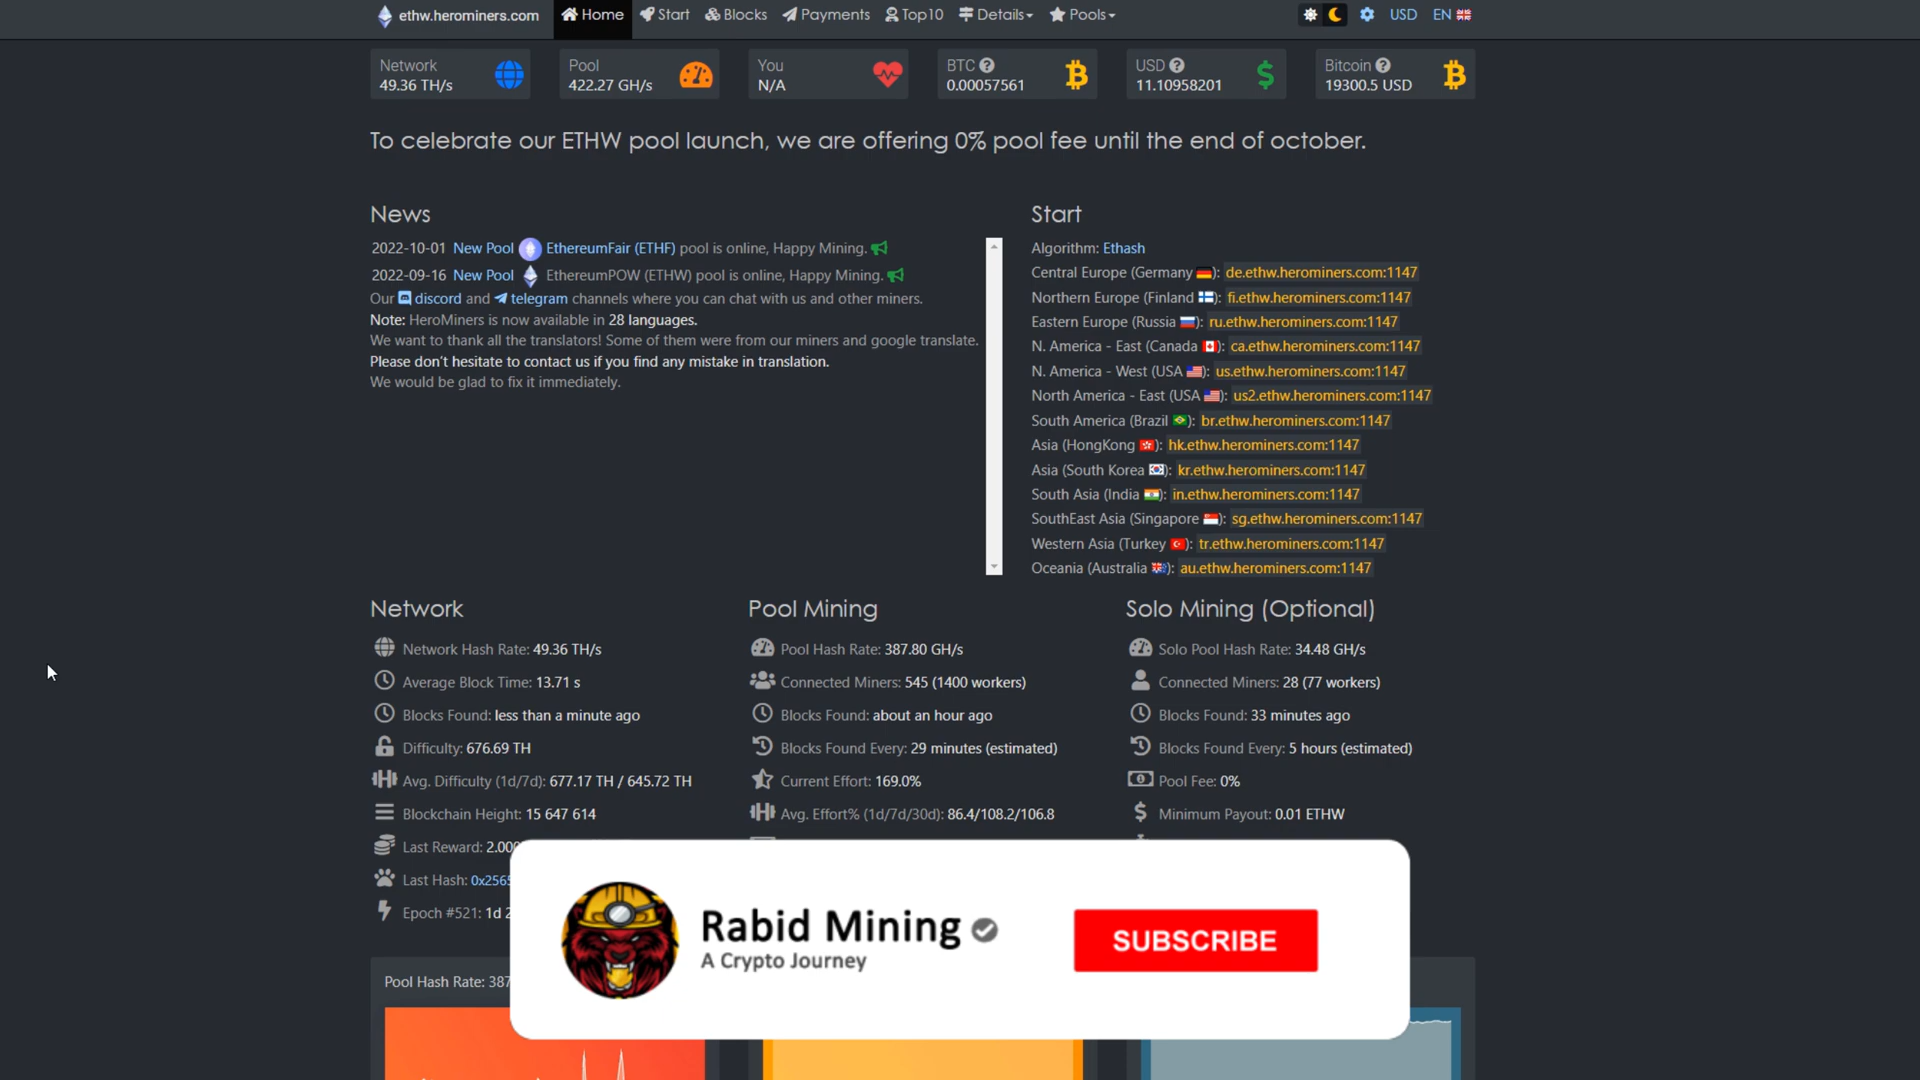 ethw.herominers.com Home Start Blocks Payments Top10 Details Pools USD EN
Network
49.36 TH/s
Pool
422.27 GH/s
You
N/A
BTC
0.00057561
USD
11.10958201
Bitcoin
19300.5 USD
To celebrate our ETHW pool launch, we are offering 0% pool fee until the end of october.
News
2022-10-01 New Pool EthereumFair (ETHF) pool is online, Happy Mining.
2022-09-16 New Pool EthereumPOW (ETHW) pool is online, Happy Mining.
Our discord and telegram channels where you can chat with us and other miners.
Note: HeroMiners is now available in 28 languages.
We want to thank all the translators! Some of them were from our miners and google translate.
Please don't hesitate to contact us if you find any mistake in translation.
We would be glad to fix it immediately.
Start
Algorithm: Ethash
Central Europe (Germany): de.ethw.herominers.com:1147
Northern Europe (Finland): fi.ethw.herominers.com:1147
Eastern Europe (Russia): ru.ethw.herominers.com:1147
N. America - East (Canada): ca.ethw.herominers.com:1147
N. America - West (USA): us.ethw.herominers.com:1147
North America - East (USA): us2.ethw.herominers.com:1147
South America (Brazil): br.ethw.herominers.com:1147
Asia (HongKong): hk.ethw.herominers.com:1147
Asia (South Korea): kr.ethw.herominers.com:1147
South Asia (India): in.ethw.herominers.com:1147
SouthEast Asia (Singapore): sg.ethw.herominers.com:1147
Western Asia (Turkey): tr.ethw.herominers.com:1147
Oceania (Australia): au.ethw.herominers.com:1147
Network
Network Hash Rate: 49.36 TH/s
Average Block Time: 13.71 s
Blocks Found: less than a minute ago
Difficulty: 676.69 TH
Avg. Difficulty (1d/7d): 677.17 TH / 645.72 TH
Blockchain Height: 15 647 614
Last Reward: 2.000
Last Hash: 0x2565
Epoch #521: 1d 2
Pool Mining
Pool Hash Rate: 387.80 GH/s
Connected Miners: 545 (1400 workers)
Blocks Found: about an hour ago
Blocks Found Every: 29 minutes (estimated)
Current Effort: 169.0%
Avg. Effort% (1d/7d/30d): 86.4/108.2/106.8
Solo Mining (Optional)
Solo Pool Hash Rate: 34.48 GH/s
Connected Miners: 28 (77 workers)
Blocks Found: 33 minutes ago
Blocks Found Every: 5 hours (estimated)
Pool Fee: 0%
Minimum Payout: 0.01 ETHW
Pool Hash Rate: 387
Rabid Mining
A Crypto Journey
SUBSCRIBE